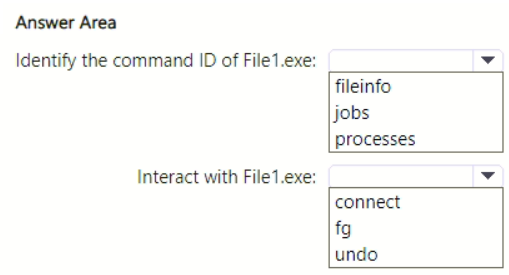 Answer Area
Identify the command ID of File1.exe:
fileinfo
jobs
processes
Interact with File1.exe:
connect
fg
undo